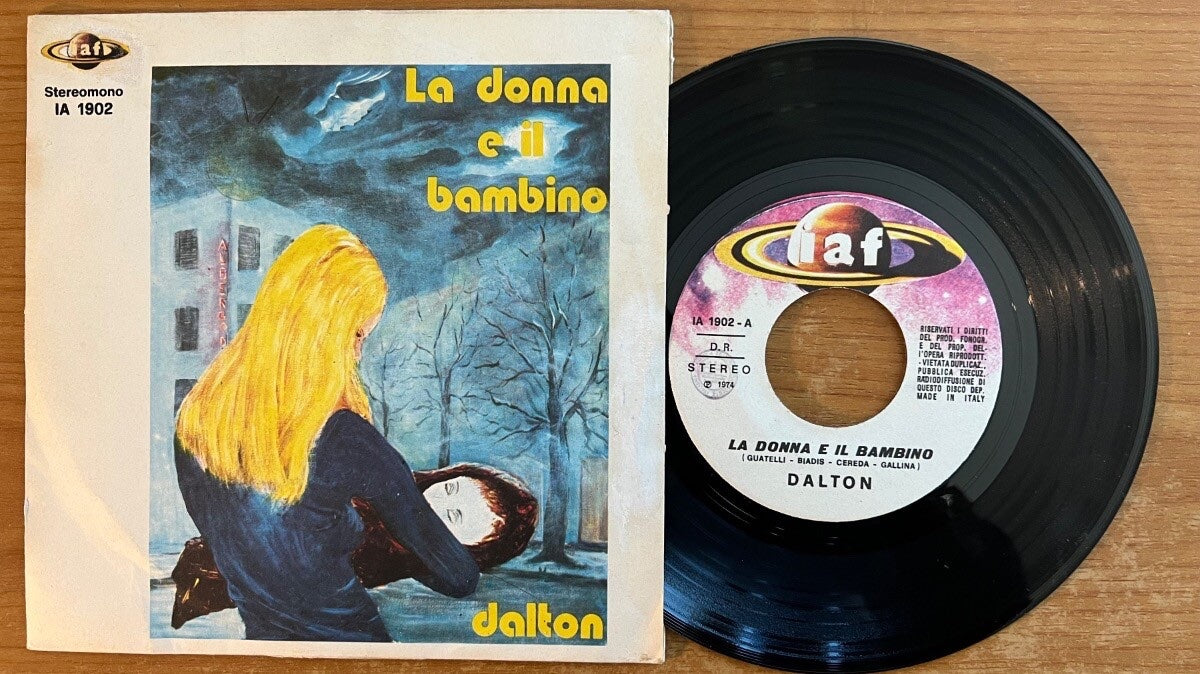 iaf
Stereomono
IA 1902
La donna
e il
bambino
dalton
iaf
IA 1902 - A
D.R.
STEREO
℗ 1974
RISERVATI I DIRITTI
DEL PROD. FONOGR.
E DEL PROP. DEL-
L'OPERA RIPRODOTT.
- VIETATA DUPLICAZ.
PUBBLICA ESECUZ.
RADIODIFFUSIONE DI
QUESTO DISCO DEP.
MADE IN ITALY
LA DONNA E IL BAMBINO
( GUATELLI - BIADIS - CEREDA - GALLINA )
DALTON